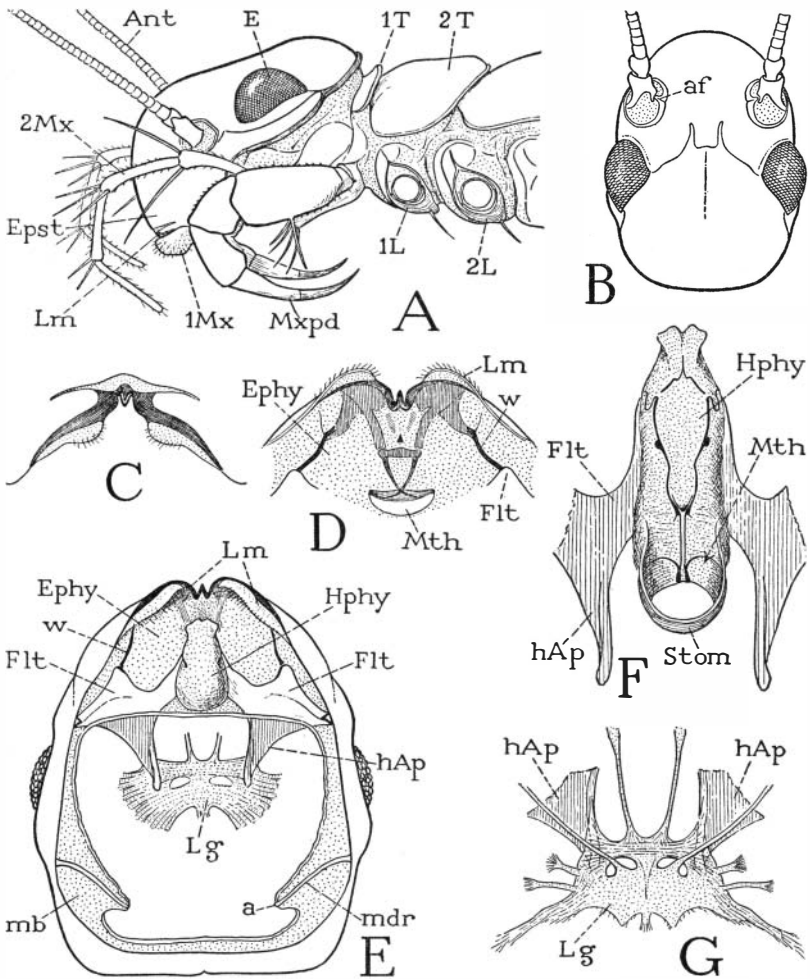 Ant
E
1T
2T
2Mx
Epst
Lm
1Mx
Mxpd
1L
2L
A
af
B
C
Ephy
Lm
w
Flt
Mth
D
Hphy
Flt
Mth
hAp
Stom
F
Lm
Ephy
Hphy
w
Flt
Flt
hAp
Lg
mb
a
mdr
E
hAp
hAp
Lg
G